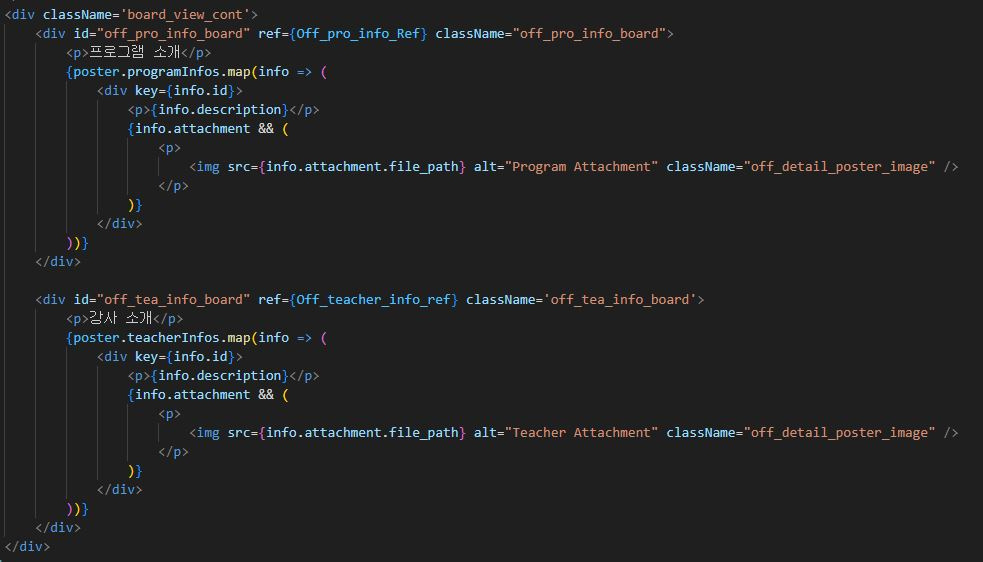 <div className='board_view_cont'>
<div id="off_pro_info_board" ref={Off_pro_info_Ref} className="off_pro_info_board">
<p>프로그램 소개</p>
{poster.programInfos.map(info => (
<div key={info.id}>
<p>{info.description}</p>
{info.attachment && (
<p>
<img src={info.attachment.file_path} alt="Program Attachment" className="off_detail_poster_image" />
</p>
)}
</div>
))}
</div>
<div id="off_tea_info_board" ref={Off_teacher_info_ref} className='off_tea_info_board'>
<p>강사 소개</p>
{poster.teacherInfos.map(info => (
<div key={info.id}>
<p>{info.description}</p>
{info.attachment && (
<p>
<img src={info.attachment.file_path} alt="Teacher Attachment" className="off_detail_poster_image" />
</p>
)}
</div>
))}
</div>
</div>